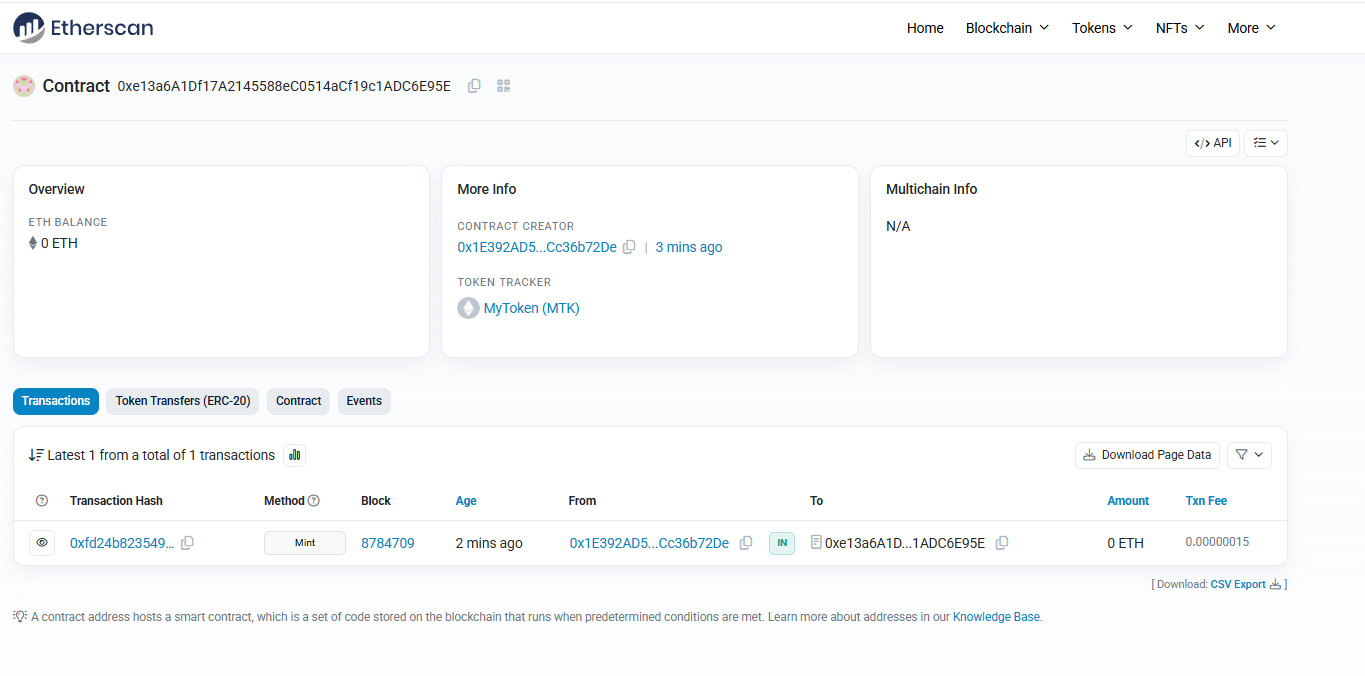 Etherscan
Home Blockchain Tokens NFTs More
Contract 0xe13a6A1Df17A2145588eC0514aCf19c1ADC6E95E
</> API
Overview
ETH BALANCE
0 ETH
More Info
CONTRACT CREATOR
0x1E392AD5...Cc36b72De | 3 mins ago
TOKEN TRACKER
MyToken (MTK)
Multichain Info
N/A
Transactions Token Transfers (ERC-20) Contract Events
Latest 1 from a total of 1 transactions
Download Page Data
Transaction Hash Method Block Age From To Amount Txn Fee
0xfd24b823549... Mint 8784709 2 mins ago 0x1E392AD5...Cc36b72De IN 0xe13a6A1D...1ADC6E95E 0 ETH 0.00000015
[ Download: CSV Export ]
A contract address hosts a smart contract, which is a set of code stored on the blockchain that runs when predetermined conditions are met. Learn more about addresses in our Knowledge Base.